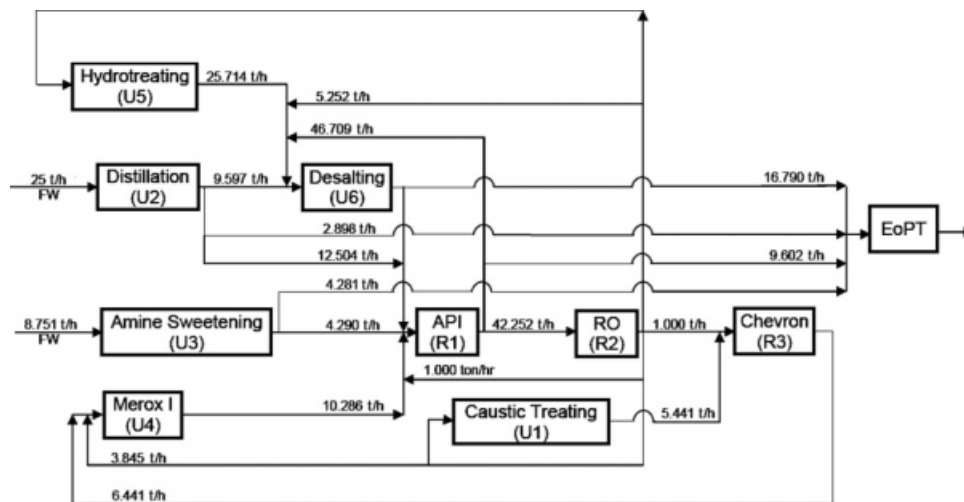 Hydrotreating
(U5)
25.714 t/h
5.252 t/h
46.709 t/h
25 t/h
FW
Distillation
(U2)
9.597 t/h
Desalting
(U6)
16.790 t/h
2.898 t/h
EoPT
12.504 t/h
9.602 t/h
4.281 t/h
8.751 t/h
FW
Amine Sweetening
(U3)
4.290 t/h
API
(R1)
42.252 t/h
RO
(R2)
1.000 t/h
Chevron
(R3)
1.000 ton/hr
Merox I
(U4)
10.286 t/h
Caustic Treating
(U1)
5.441 t/h
3.845 t/h
6.441 t/h